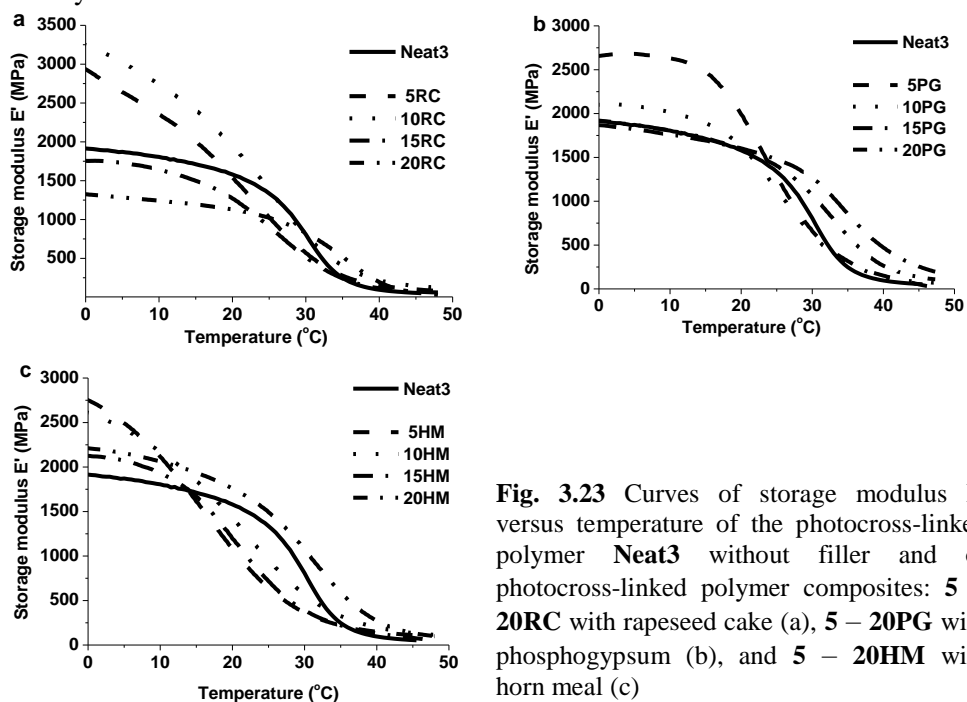 a
Storage modulus E' (MPa)
3500
3000
2500
2000
1500
1000
500
0
0 10 20 30 40 50
Temperature (°C)
Neat3
5RC
10RC
15RC
20RC
b
Storage modulus E' (MPa)
3000
2500
2000
1500
1000
500
0
0 10 20 30 40 50
Temperature (°C)
Neat3
5PG
10PG
15PG
20PG
c
Storage modulus E' (MPa)
3000
2500
2000
1500
1000
500
0
0 10 20 30 40 50
Temperature (°C)
Neat3
5HM
10HM
15HM
20HM
Fig. 3.23 Curves of storage modulus
versus temperature of the photocross-linke
polymer Neat3 without filler and
photocross-linked polymer composites: 5
20RC with rapeseed cake (a), 5 – 20PG wi
phosphogypsum (b), and 5 – 20HM wi
horn meal (c)